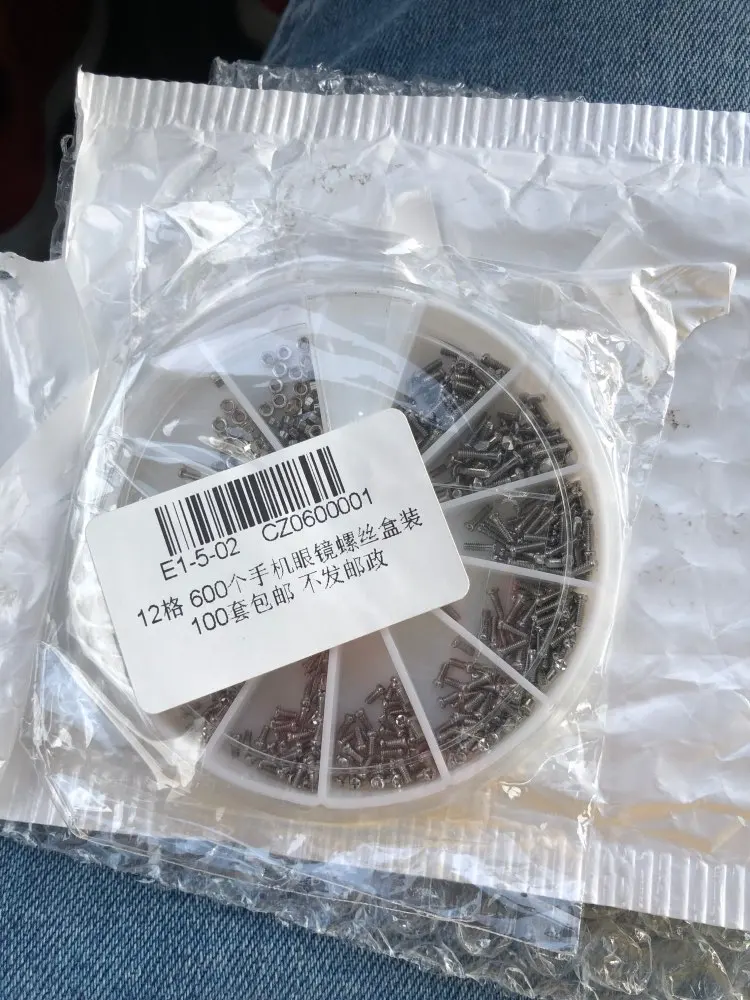 E1-5-02 CZ0600001
12格 600个手机眼镜螺丝盒装
100套包邮 不发邮政